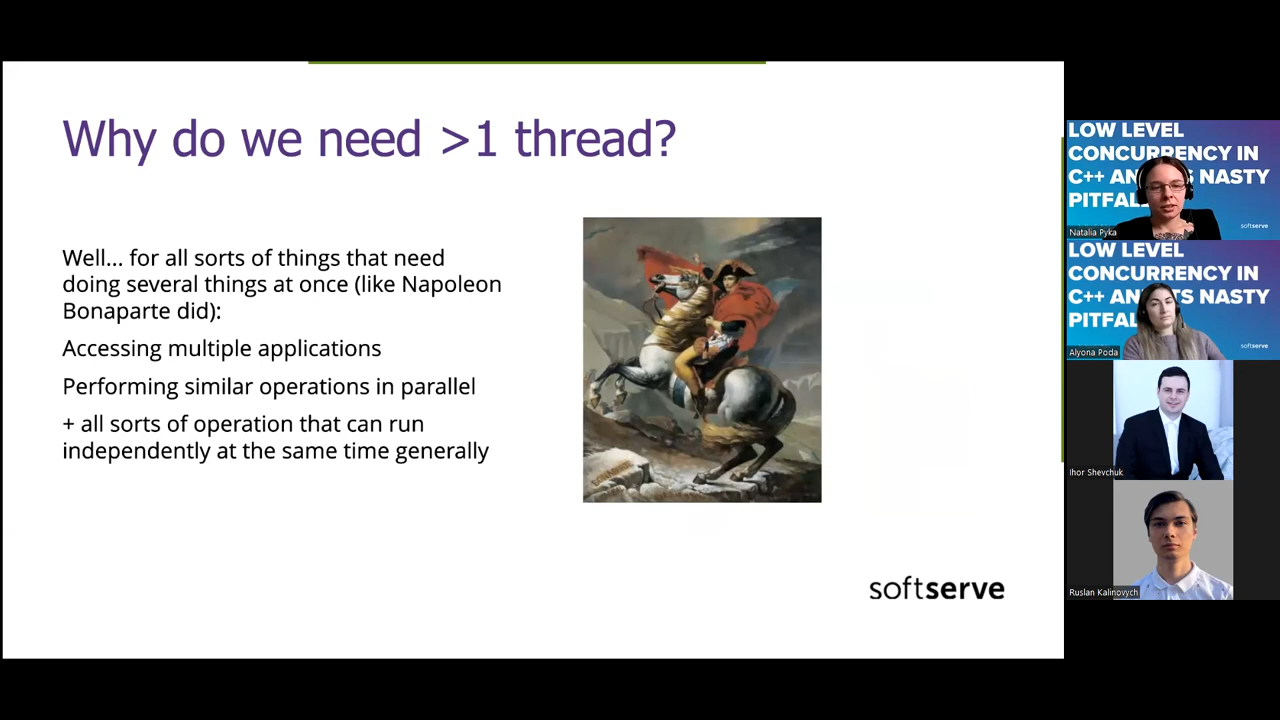 Why do we need >1 thread?
Well... for all sorts of things that need
doing several things at once (like Napoleon
Bonaparte did):
Accessing multiple applications
Performing similar operations in parallel
+ all sorts of operation that can run
independently at the same time generally
softserve
LOW LEVEL
CONCURRENCY IN
C++ AN S NASTY
PITFAL
softserve
Natalia Pyka
LOW LEVEL
CONCURRENCY IN
C++ AN ITS NASTY
PITFAL
softserve
Alyona Poda
Ihor Shevchuk
Ruslan Kalinovych